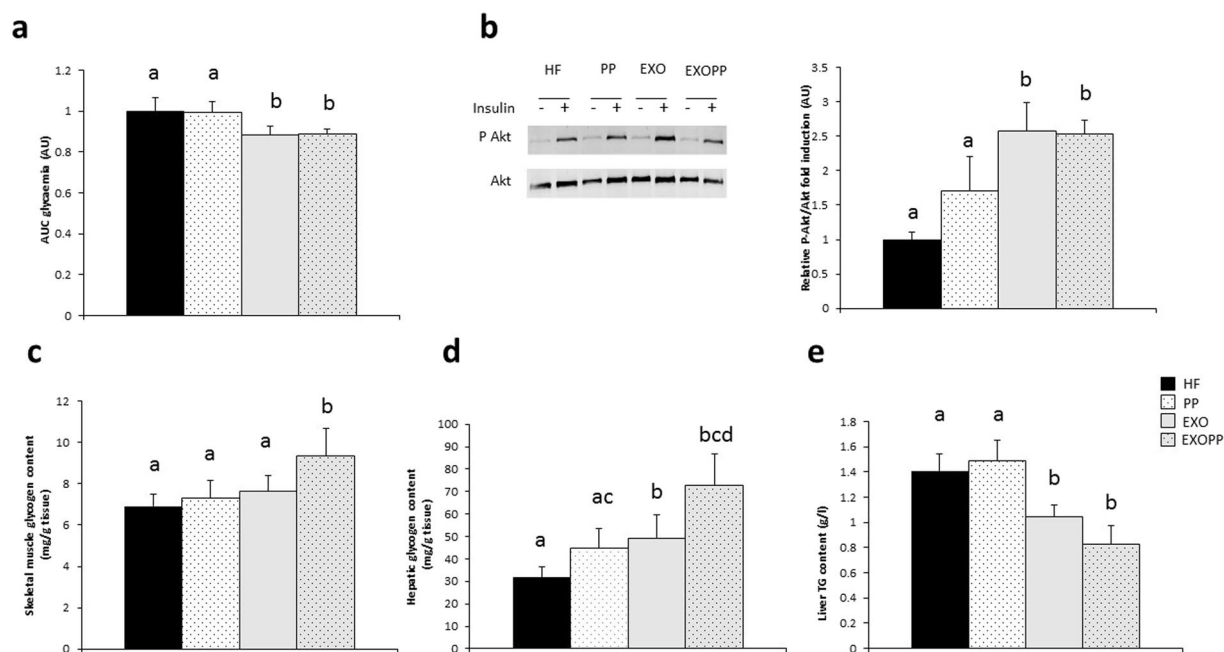 a
AUC glycaemia (AU)
1.2
1
0.8
0.6
0.4
0.2
0
a a b b
b
HF PP EXO EXOPP
Insulin - + - + - + - +
P Akt
Akt
Relative P-Akt/Akt fold induction (AU)
3.5
3
2.5
2
1.5
1
0.5
0
a a b b
c
Skeletal muscle glycogen content
(mg/g tissue)
12
10
8
6
4
2
0
a a a b
d
Hepatic glycogen content
(mg/g tissue)
100
90
80
70
60
50
40
30
20
10
0
a ac b bcd
e
Liver TG content (g/l)
1.8
1.6
1.4
1.2
1
0.8
0.6
0.4
0.2
0
a a b b
HF
PP
EXO
EXOPP